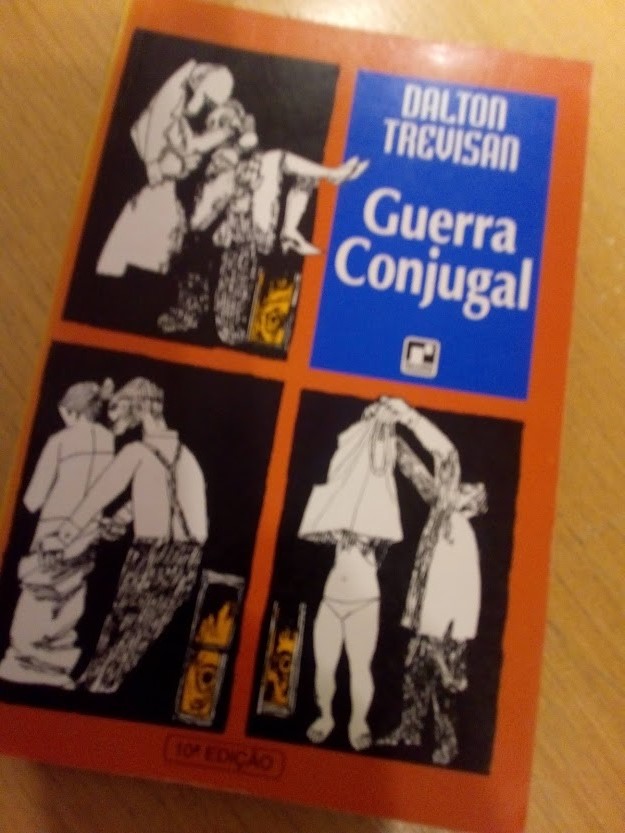 DALTON
TREVISAN
Guerra
Conjugal
10ª EDIÇÃO